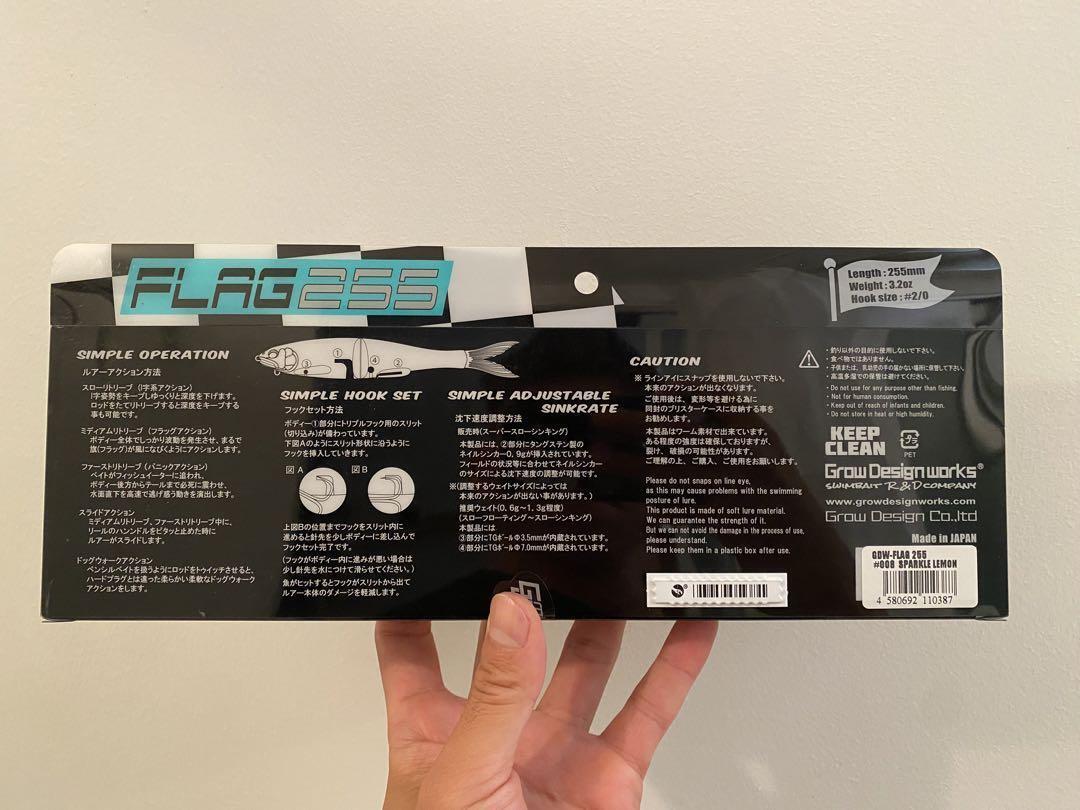 FLAG255
Length : 255mm
Weight : 3.2oz
Hook size : #2/0
SIMPLE OPERATION
ルアーアクション方法
スローリトリーブ (I字系アクション)
I字姿勢をキープしゆっくりと深度を下げます。
ロッドをたてリトリーブすると深度をキープする
事も可能です。
ミディアムリトリーブ (フラッグアクション)
ボディー全体でしっかり波動を発生させ、まるで
旗(フラッグ)が風になびくようにアクションします。
ファーストリトリーブ (パニックアクション)
ベイトがフィッシュイーターに追われ、
ボディー後方からテールまで必死に震わせ、
水面直下を高速で逃げ惑う動きを演出します。
スライドアクション
ミディアムリトリーブ、ファーストリトリーブ中に、
リールのハンドルをピタッと止めた時に
ルアーがスライドします。
ドッグウォークアクション
ペンシルベイトを扱うようにロッドをトゥイッチさせると、
ハードプラグとは違った柔らかい柔軟なドッグウォーク
アクションをします。
① ④
③ ②
SIMPLE HOOK SET
フックセット方法
ボディー①部分にトリプルフック用のスリット
(切り込み)が備わっています。
下図Aのようにスリット形状に沿うように
フックを挿入していきます。
図A 図B
上図Bの位置までフックをスリット内に
進めると針先を少しボディーに差し込んで
フックセット完了です。
(フックがボディー内に進みが悪い場合は
少し針先を水につけて滑らせてください。)
魚がヒットするとフックがスリットから出て
ルアー本体のダメージを軽減します。
SIMPLE ADJUSTABLE
SINKRATE
沈下速度調整方法
販売時(スーパースローシンキング)
本製品には、②部分にタングステン製の
ネイルシンカー0,9gが挿入されています。
フィールドの状況等に合わせてネイルシンカー
のサイズによる沈下速度の調整が可能です。
※(調整するウェイトサイズによっては
本来のアクションが出ない事があります。)
推奨ウェイト(0.6g〜1.3g程度)
(スローフローティング〜スローシンキング)
本製品には
③部分にTGボールΦ3.5mmが内蔵されています。
④部分にTGボールΦ7.0mmが内蔵されています。
CAUTION
※ ラインアイにスナップを使用しないで下さい。
本来のアクションが出なくなります。
ご使用後は、変形等を避ける為に
同封のブリスターケースに収納する事を
お勧めします。
本製品はワーム素材で出来ています。
ある程度の強度は確保しておりますが、
裂け、破損の可能性があります。
ご理解の上、ご購入、ご使用をお願いします。
Please do not snaps on line eye,
as this may cause problems with the swimming
posture of lure.
This product is made of soft lure material.
We can guarantee the strength of it.
But we can not avoid the damage in the process of use,
please understand.
Please keep them in a plastic box after use.
・釣り以外の目的に使用しないで下さい。
・食べ物ではありません。
・子供または、乳幼児の手の届かない場所に保管して下さい。
・高温多湿での保管は避けてください。
・Do not use for any purpose other than fishing.
・Not for human consumption.
・Keep out of reach of infants and children.
・Do not store in heat or high humidity.
KEEP
CLEAN
プラ
PET
Grow Design works®
SWIMBAIT R&D COMPANY
www.growdesignworks.com
Grow Design Co.,ltd
Made in JAPAN
GDW-FLAG 255
#008 SPARKLE LEMON
4 580692 110387